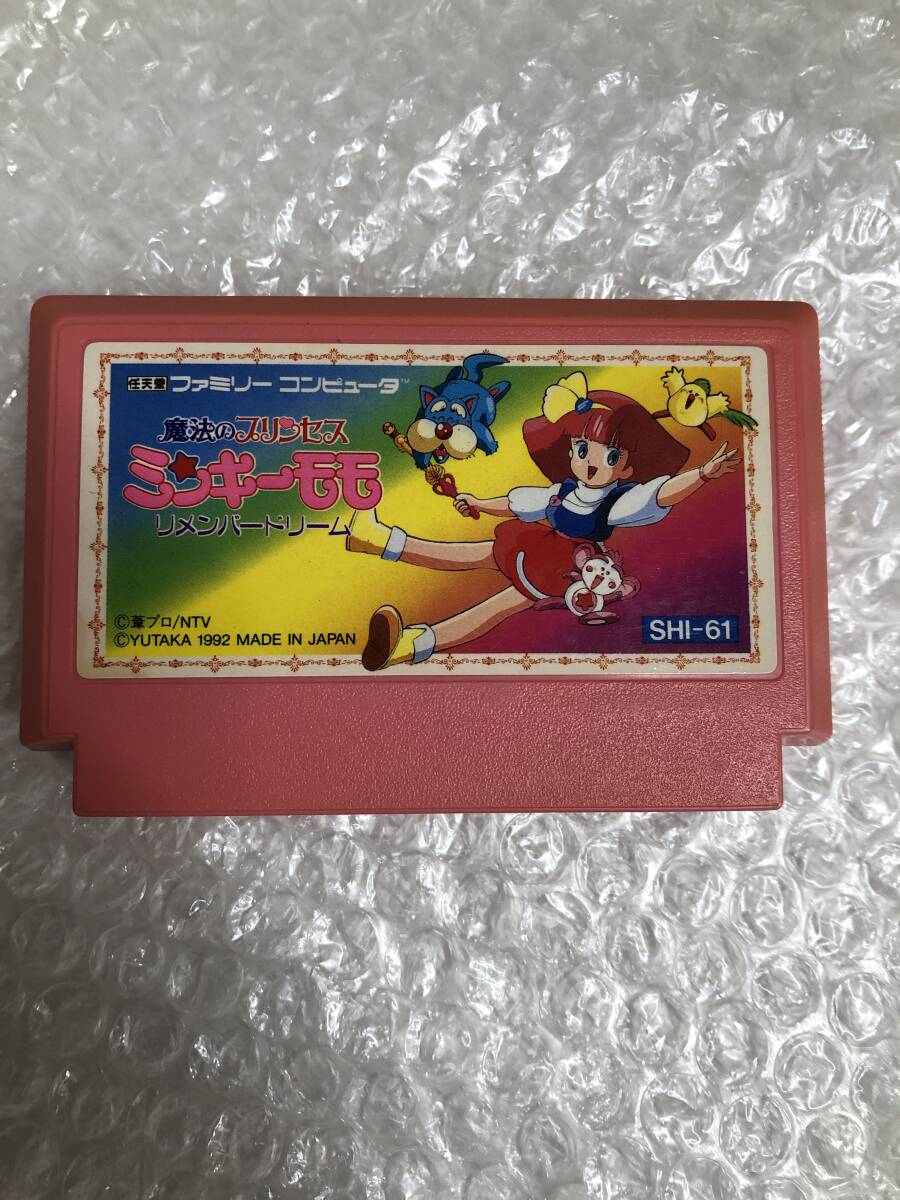 任天堂 ファミリー コンピュータ™
魔法のプリンセス
ミンキーモモ
リメンバードリーム
©葦プロ/NTV
©YUTAKA 1992 MADE IN JAPAN
SHI-61